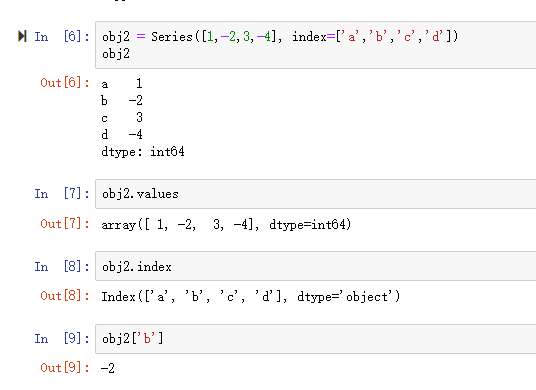 In [6]: obj2 = Series([1,-2,3,-4], index=['a','b','c','d'])
obj2
Out[6]: a    1
b   -2
c    3
d   -4
dtype: int64
In [7]: obj2.values
Out[7]: array([ 1, -2,  3, -4], dtype=int64)
In [8]: obj2.index
Out[8]: Index(['a', 'b', 'c', 'd'], dtype='object')
In [9]: obj2['b']
Out[9]: -2